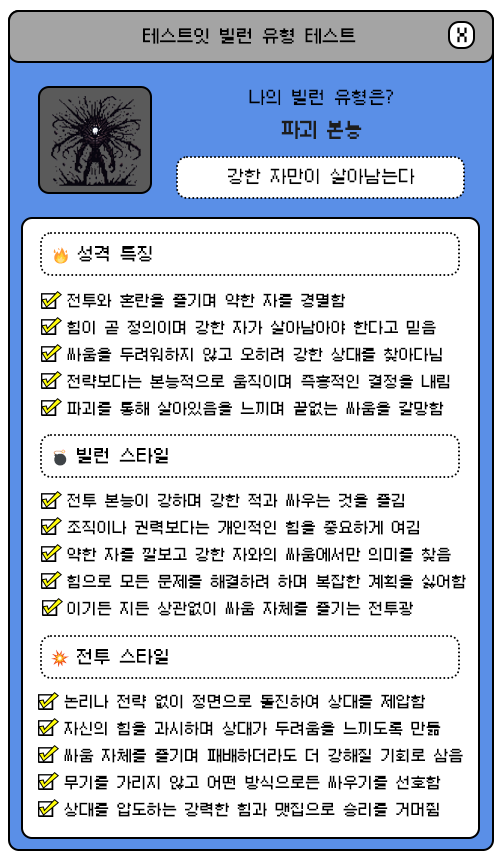 테스트잇 빌런 유형 테스트
X
나의 빌런 유형은?
파괴 본능
강한 자만이 살아남는다
성격 특징
전투와 혼란을 즐기며 약한 자를 경멸함
힘이 곧 정의이며 강한 자가 살아남아야 한다고 믿음
싸움을 두려워하지 않고 오히려 강한 상대를 찾아다님
전략보다는 본능적으로 움직이며 즉흥적인 결정을 내림
파괴를 통해 살아있음을 느끼며 끝없는 싸움을 갈망함
빌런 스타일
전투 본능이 강하며 강한 적과 싸우는 것을 즐김
조직이나 권력보다는 개인적인 힘을 중요하게 여김
약한 자를 깔보고 강한 자와의 싸움에서만 의미를 찾음
힘으로 모든 문제를 해결하려 하며 복잡한 계획을 싫어함
이기든 지든 상관없이 싸움 자체를 즐기는 전투광
전투 스타일
논리나 전략 없이 정면으로 돌진하여 상대를 제압함
자신의 힘을 과시하며 상대가 두려움을 느끼도록 만듦
싸움 자체를 즐기며 패배하더라도 더 강해질 기회로 삼음
무기를 가리지 않고 어떤 방식으로든 싸우기를 선호함
상대를 압도하는 강력한 힘과 맷집으로 승리를 거머쥠